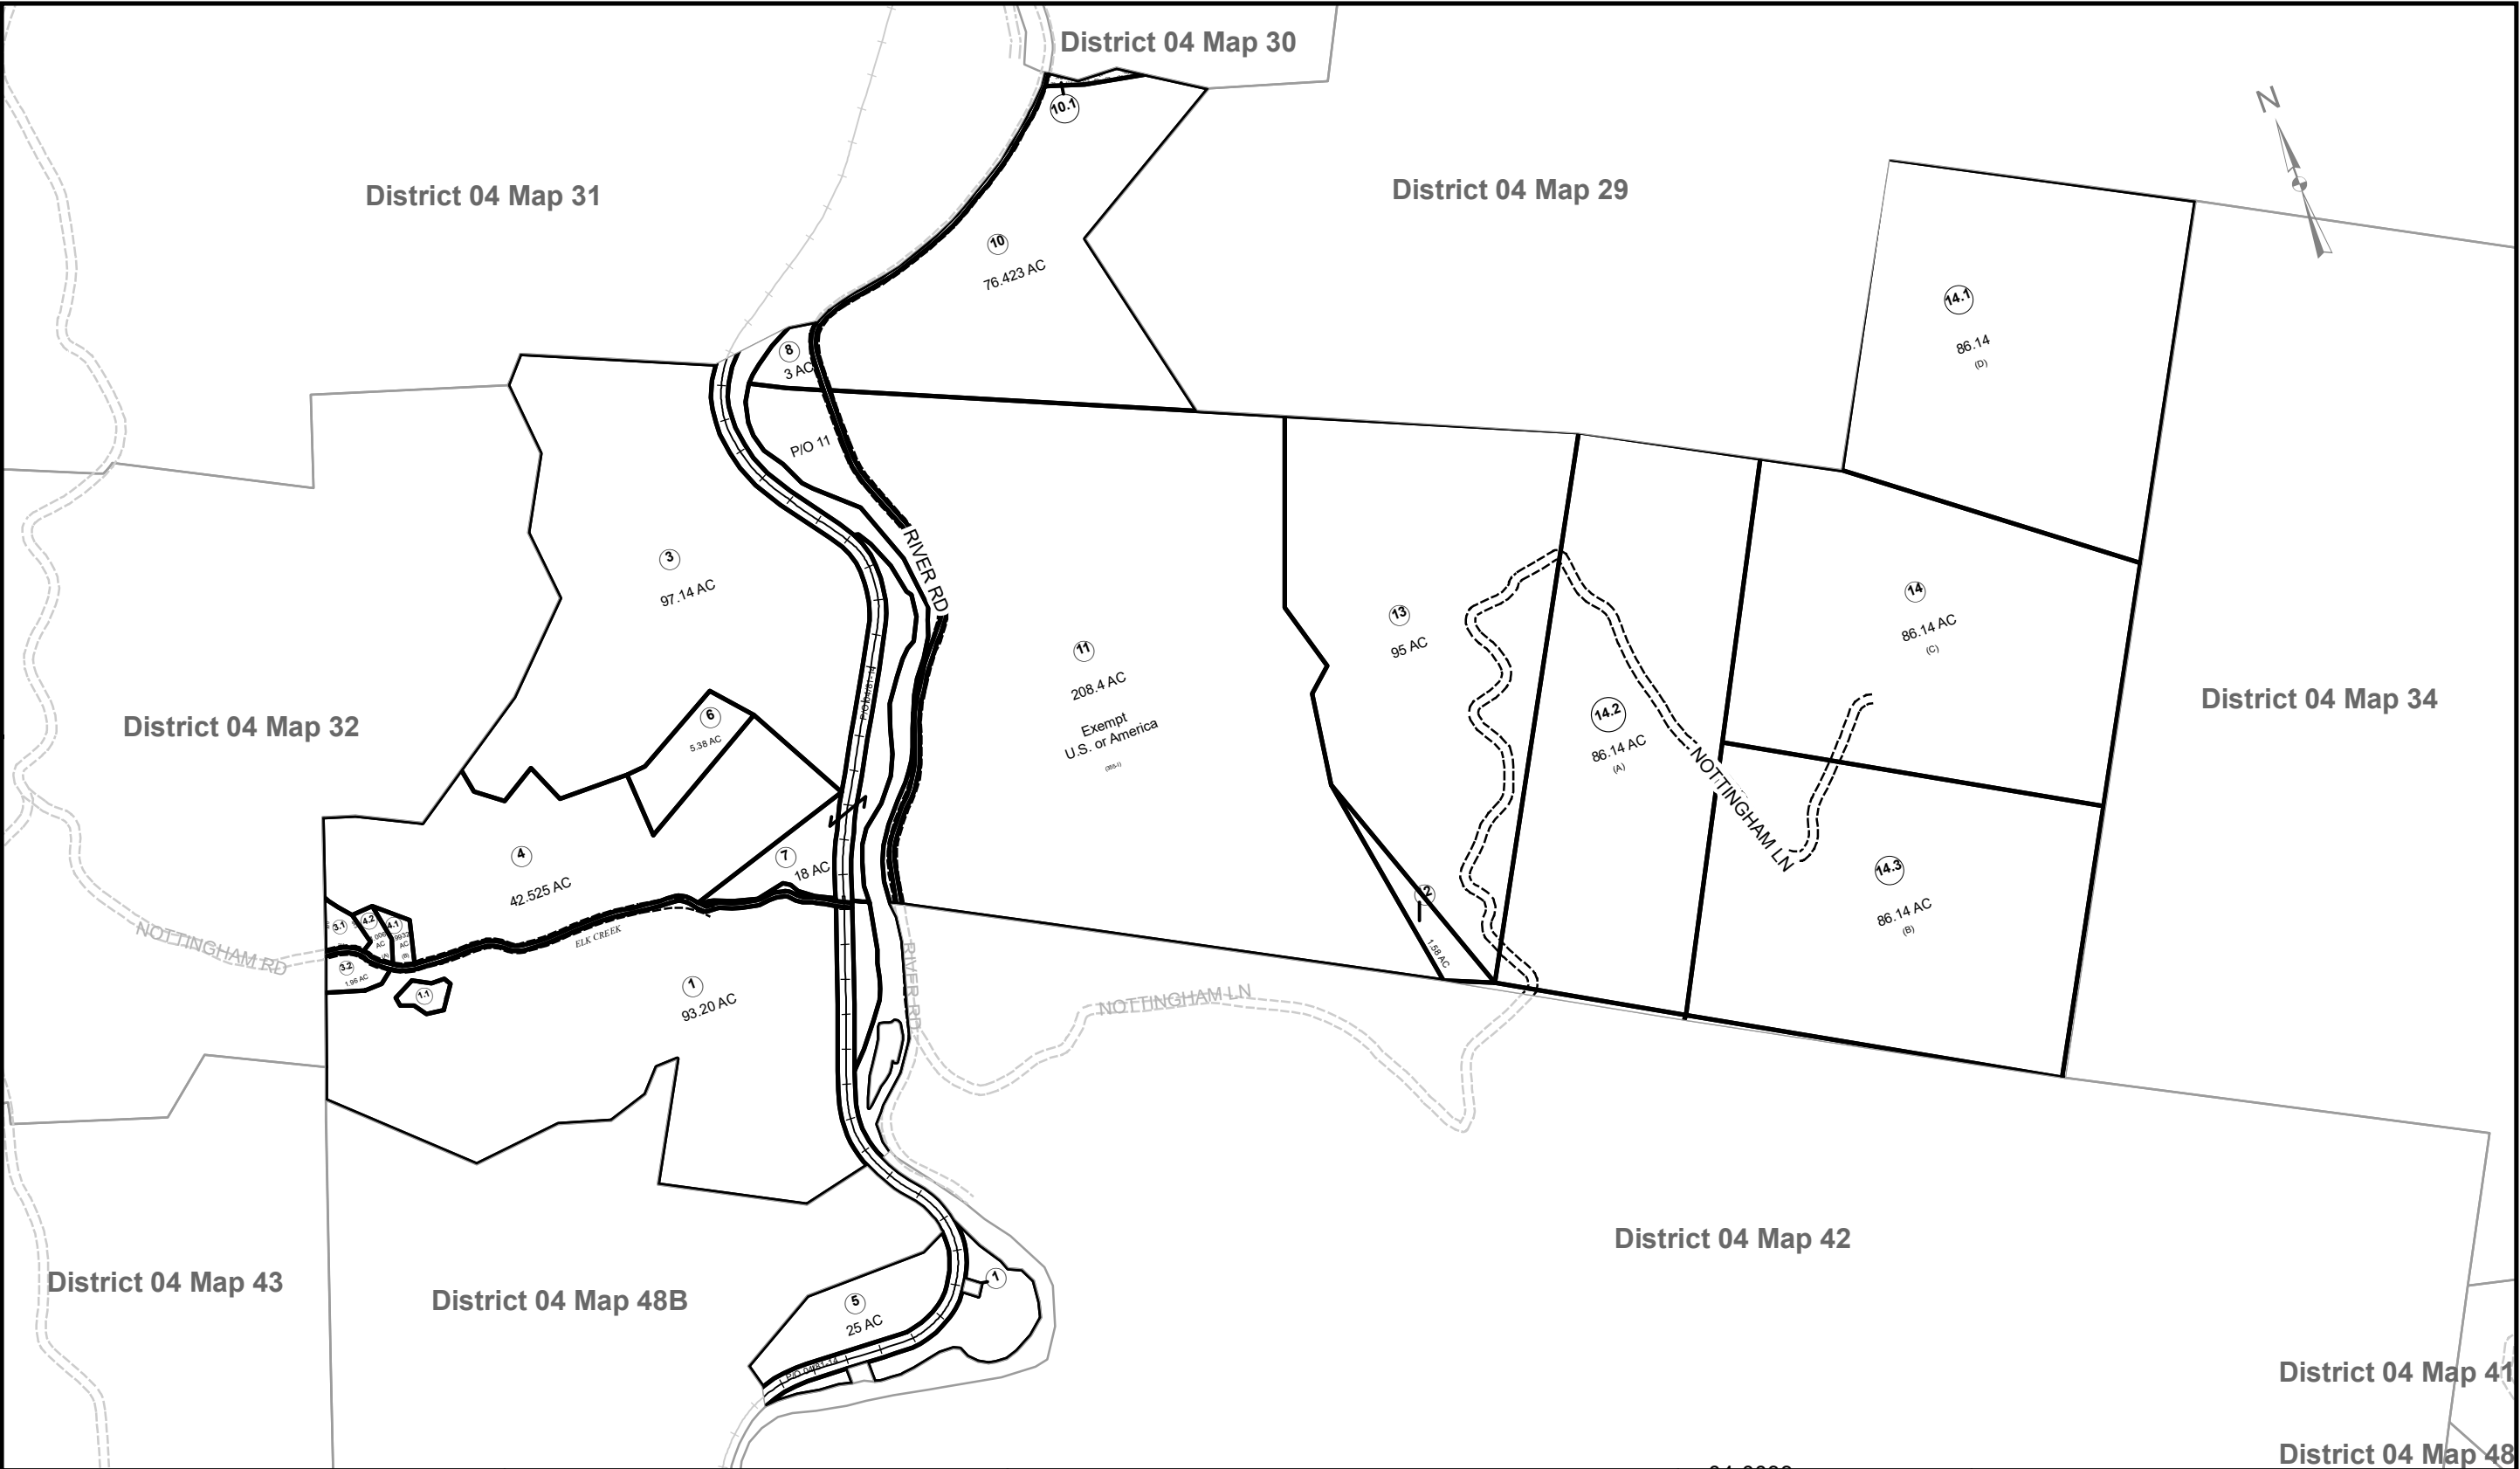 District 04 Map 30
N
10.1
District 04 Map 31
District 04 Map 29
10
76.423 AC
14.1
86.14
(D)
8
3 AC
P/O 11
RIVER RD
3
97.14 AC
14
86.14 AC
(C)
13
95 AC
11
208.4 AC
Exempt
U.S. or America
District 04 Map 34
District 04 Map 32
6
5.38 AC
14.2
86.14 AC
(A)
NOTTINGHAM LN
7
18 AC
4
42.525 AC
14.3
86.14 AC
(B)
2
1.58 AC
3.1
4.2
AC
(A)
4.1
AC
(B)
NOTTINGHAM RD
ELK CREEK
3.2
1.96 AC
1.1
1
93.20 AC
RIVER RD
NOTTINGHAM LN
District 04 Map 42
District 04 Map 43
District 04 Map 48B
1
5
25 AC
District 04 Map 41
District 04 Map 48